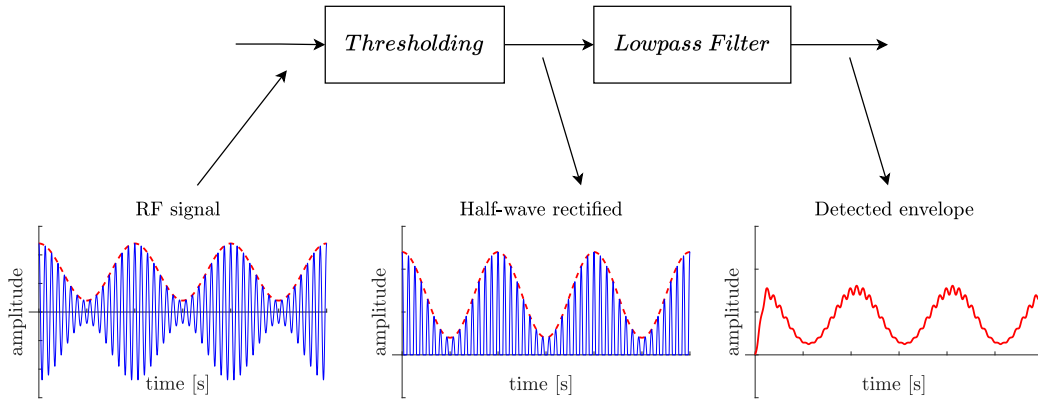 Thresholding
Lowpass Filter
RF signal
Half-wave rectified
Detected envelope
amplitude
time [s]
amplitude
time [s]
amplitude
time [s]